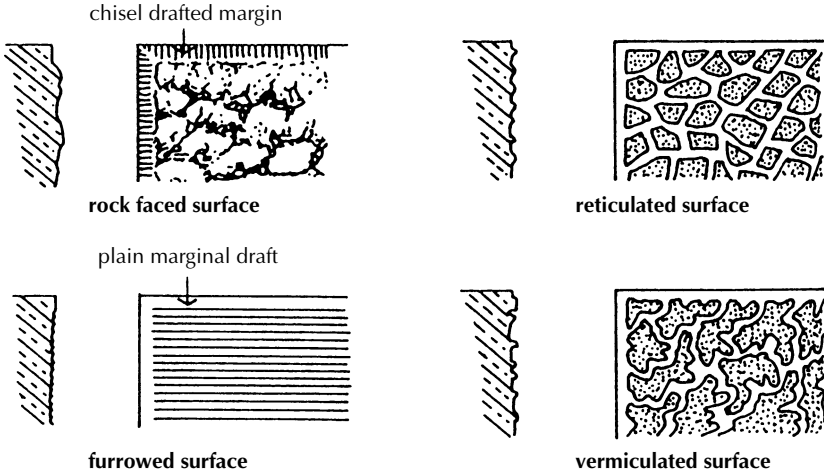 chisel drafted margin
rock faced surface
reticulated surface
plain marginal draft
furrowed surface
vermiculated surface